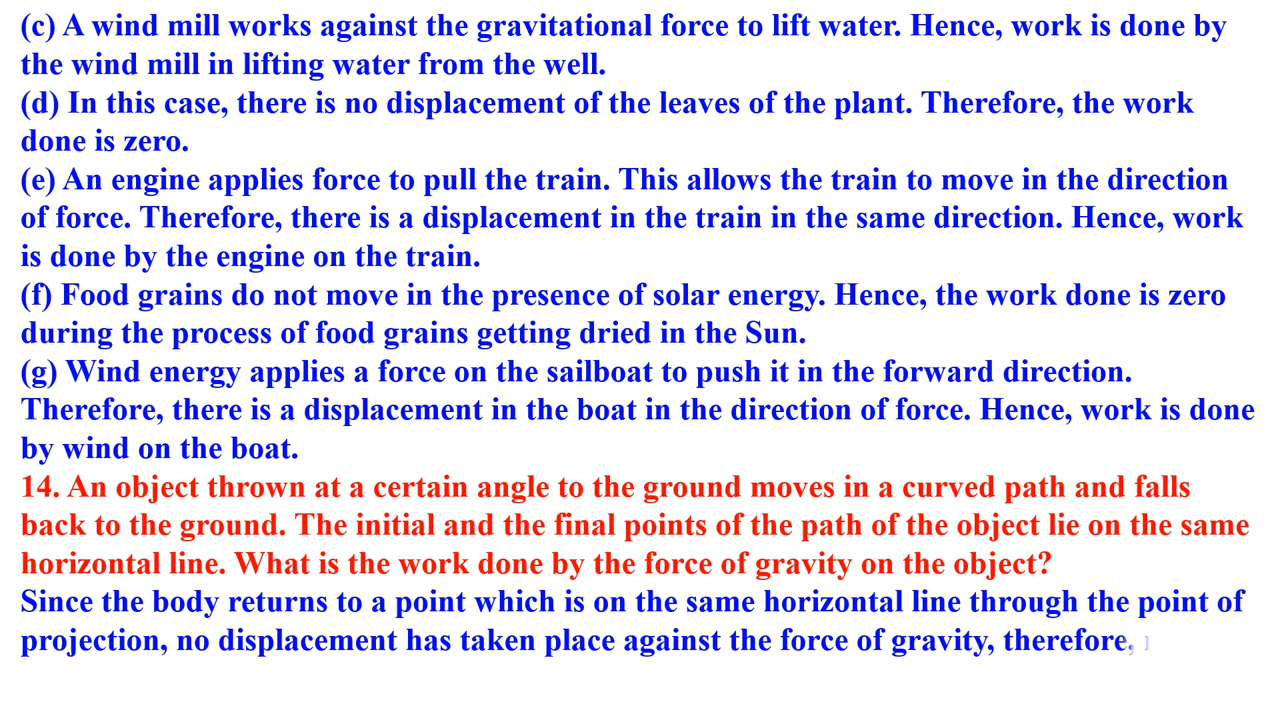 (c) A wind mill works against the gravitational force to lift water. Hence, work is done by
the wind mill in lifting water from the well.
(d) In this case, there is no displacement of the leaves of the plant. Therefore, the work
done is zero.
(e) An engine applies force to pull the train. This allows the train to move in the direction
of force. Therefore, there is a displacement in the train in the same direction. Hence, work
is done by the engine on the train.
(f) Food grains do not move in the presence of solar energy. Hence, the work done is zero
during the process of food grains getting dried in the Sun.
(g) Wind energy applies a force on the sailboat to push it in the forward direction.
Therefore, there is a displacement in the boat in the direction of force. Hence, work is done
by wind on the boat.
14. An object thrown at a certain angle to the ground moves in a curved path and falls
back to the ground. The initial and the final points of the path of the object lie on the same
horizontal line. What is the work done by the force of gravity on the object?
Since the body returns to a point which is on the same horizontal line through the point of
projection, no displacement has taken place against the force of gravity, therefore,